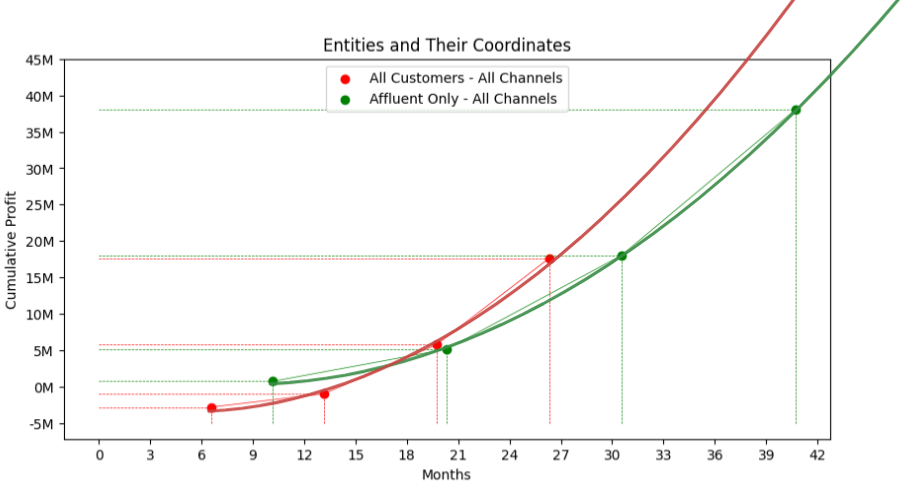 Entities and Their Coordinates
All Customers - All Channels
Affluent Only - All Channels
Cumulative Profit
45M
40M
35M
30M
25M
20M
15M
10M
5M
0M
-5M
0 3 6 9 12 15 18 21 24 27 30 33 36 39 42
Months